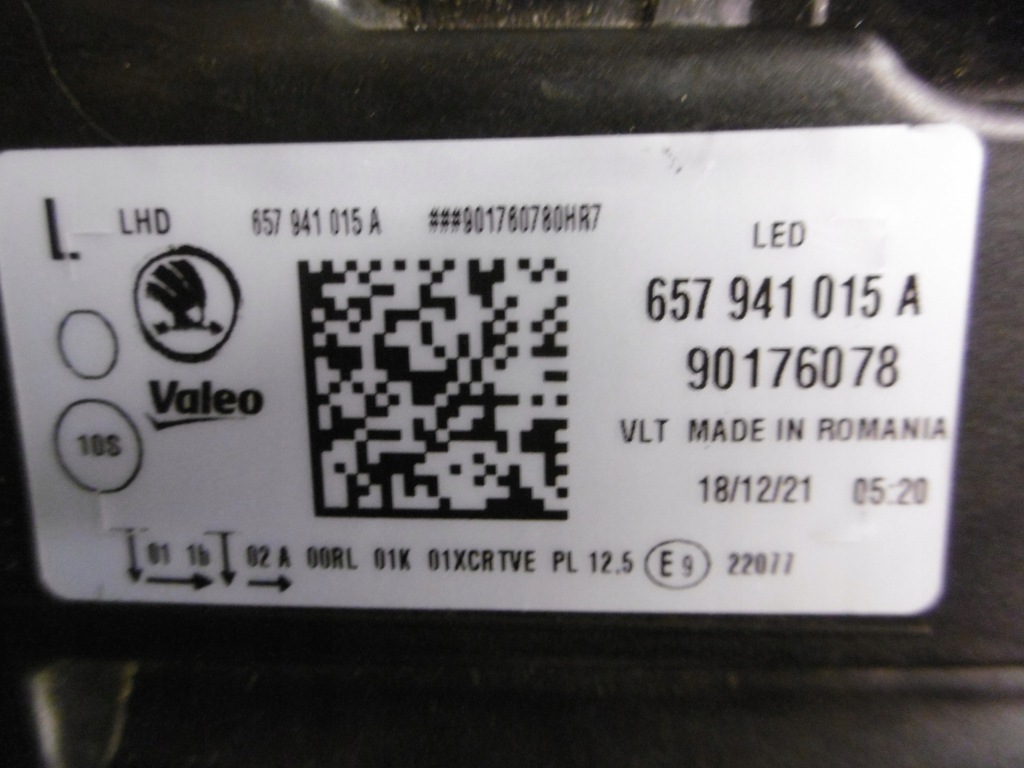 L. LHD 657 941 015 A ###901760780HR7
LED
657 941 015 A
90176078
Valeo
VLT MADE IN ROMANIA
10S
18/12/21 05:20
01 1b 02 A 00RL 01K 01XCRTVE PL 12.5 E9 22077